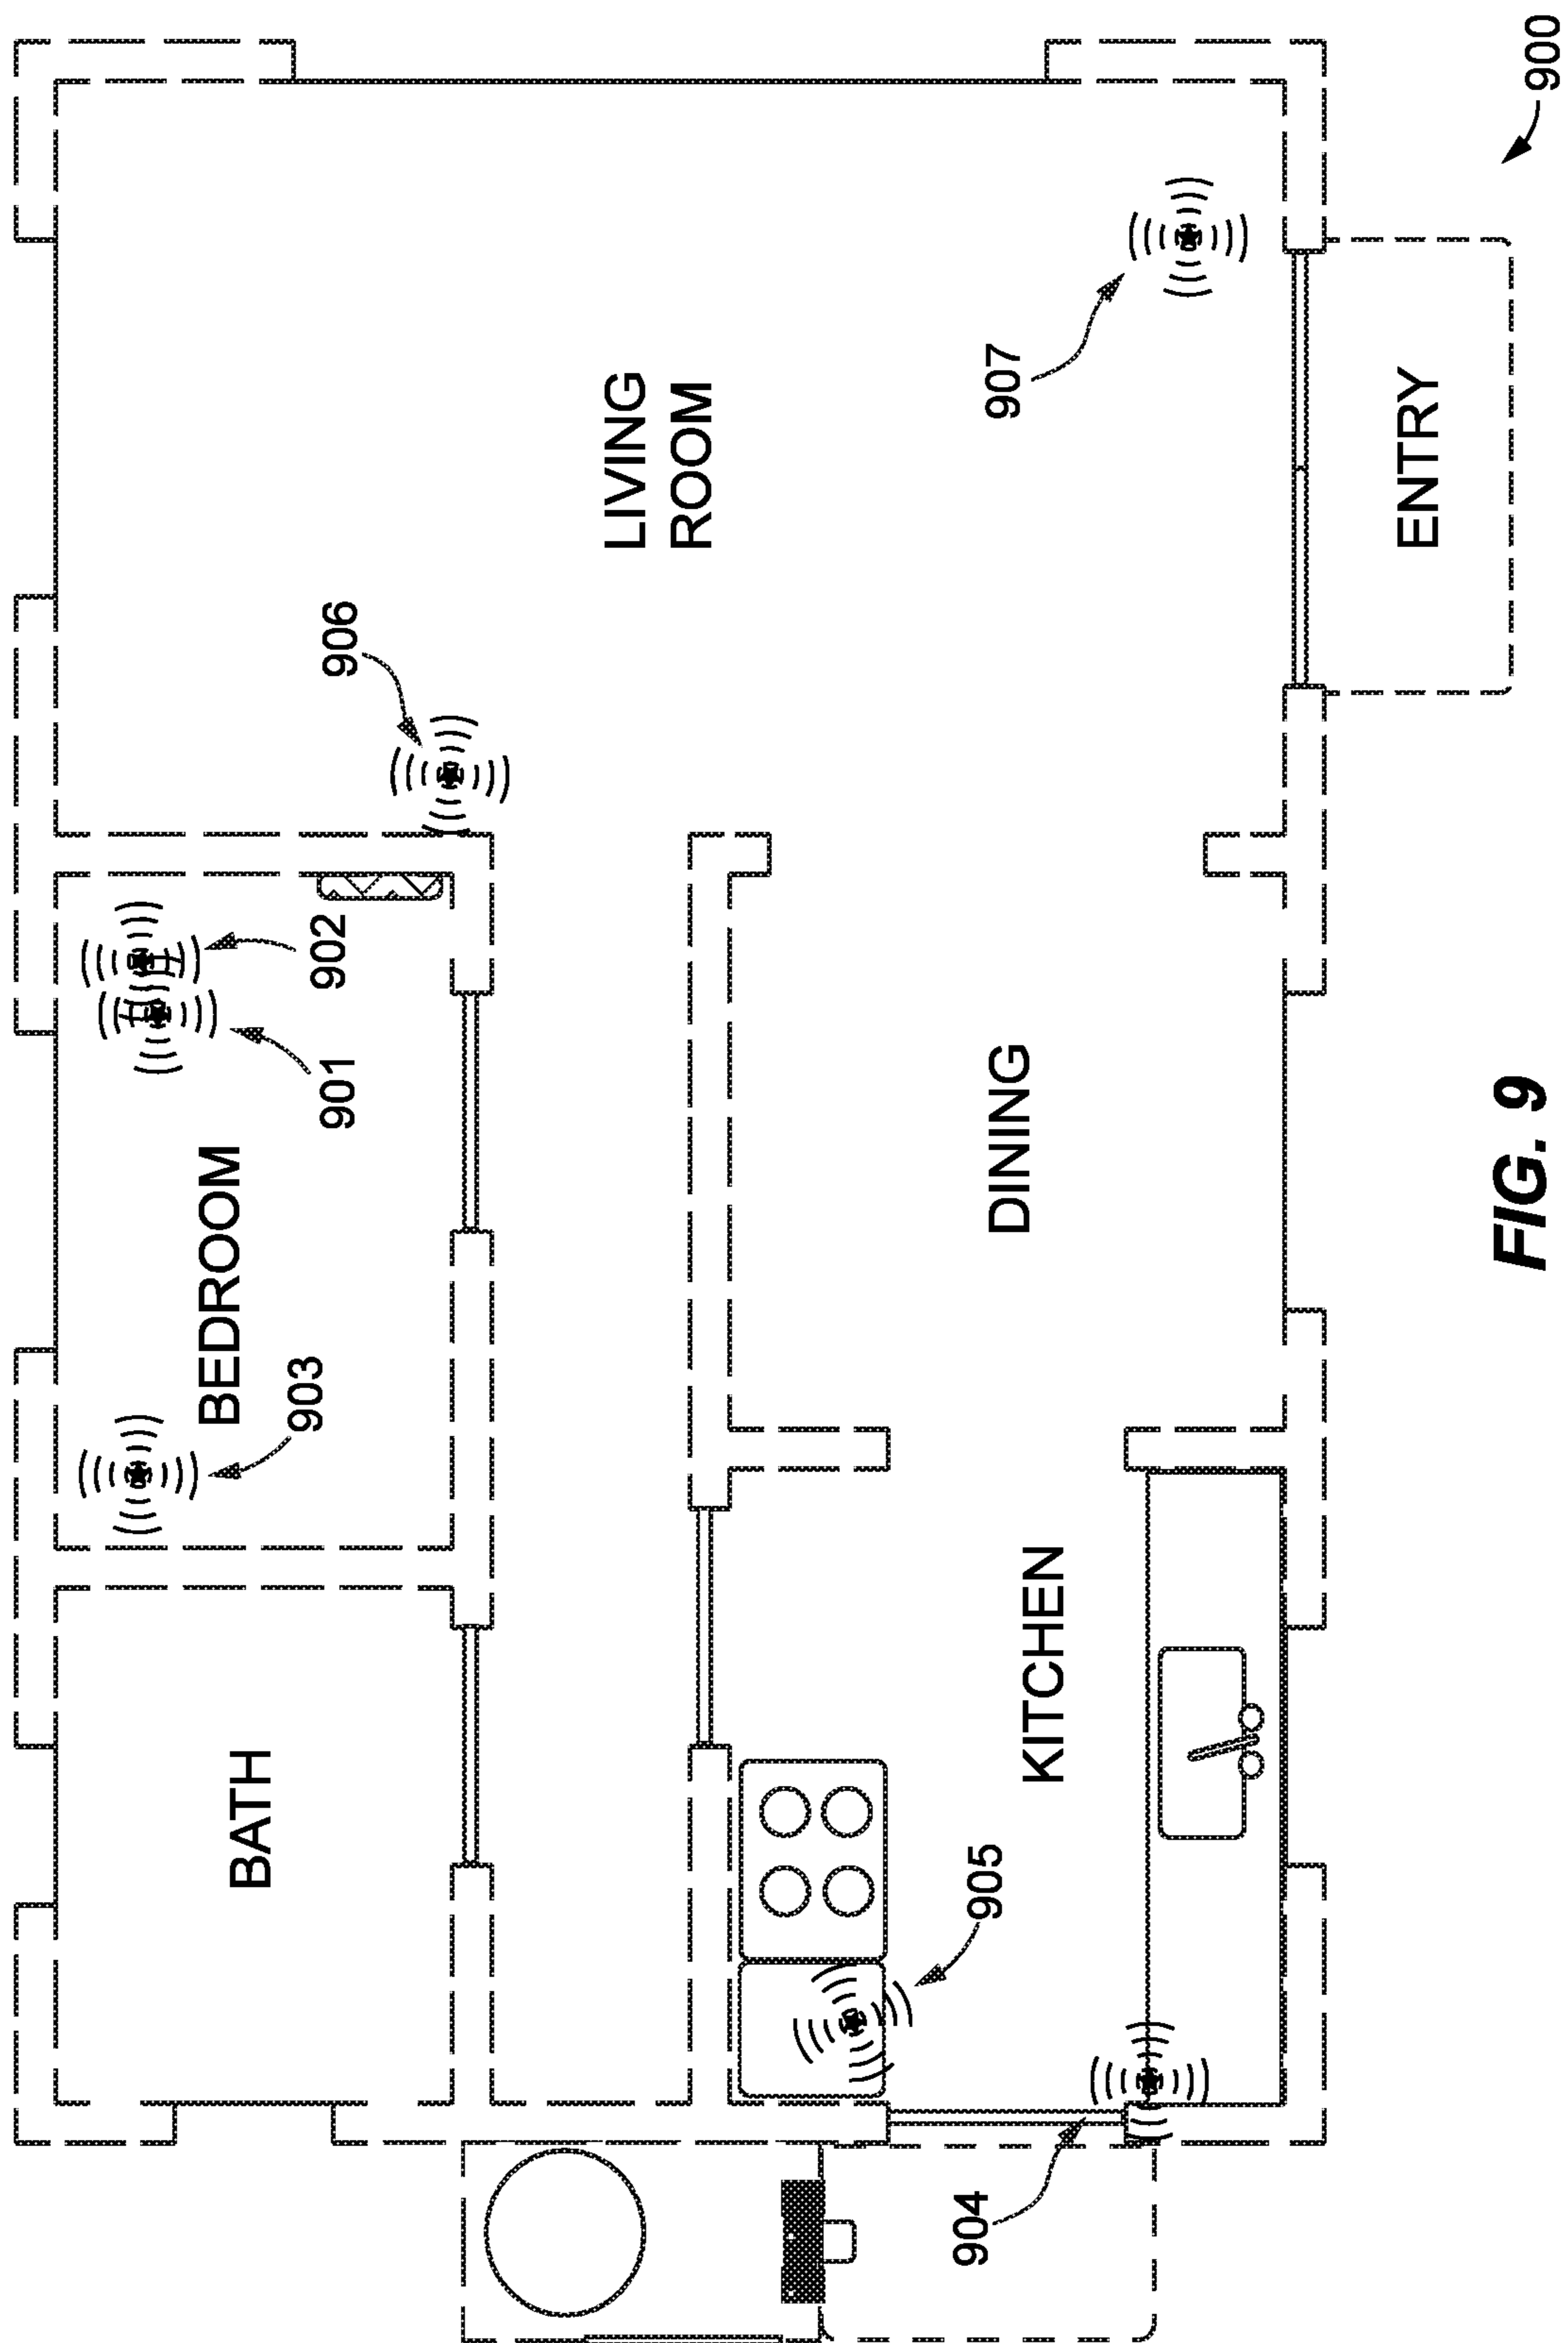 900
BATH
BEDROOM
903
901
902
906
LIVING
ROOM
907
KITCHEN
905
904
DINING
ENTRY
FIG. 9